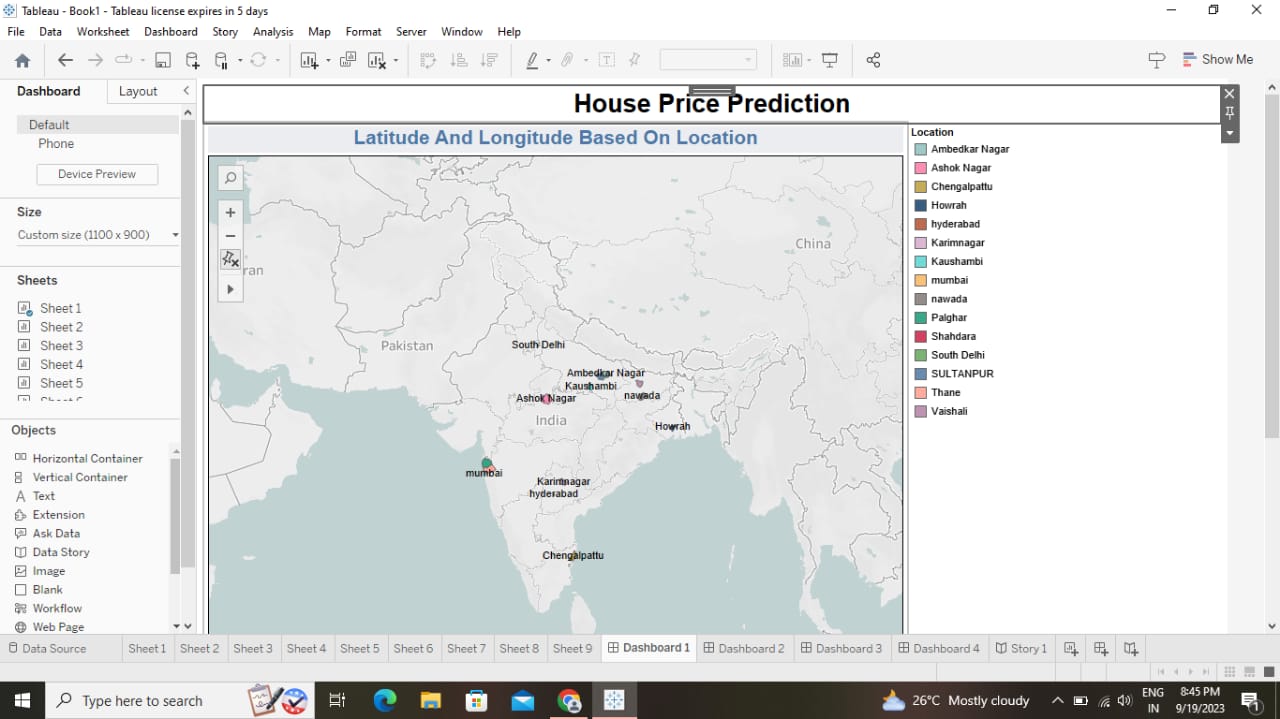 Tableau - Book1 - Tableau license expires in 5 days
File Data Worksheet Dashboard Story Analysis Map Format Server Window Help
Show Me
Dashboard Layout
Default
Phone
Device Preview
Size
Custom size (1100 x 900)
Sheets
Sheet 1
Sheet 2
Sheet 3
Sheet 4
Sheet 5
Objects
Horizontal Container
Vertical Container
Text
Extension
Ask Data
Data Story
Image
Blank
Workflow
Web Page
House Price Prediction
Latitude And Longitude Based On Location
China
ran
Pakistan
South Delhi
Ambedkar Nagar
Kaushambi
Ashok Nagar
nawada
India
Howrah
mumbai
Karimnagar
hyderabad
Chengalpattu
Location
Ambedkar Nagar
Ashok Nagar
Chengalpattu
Howrah
hyderabad
Karimnagar
Kaushambi
mumbai
nawada
Palghar
Shahdara
South Delhi
SULTANPUR
Thane
Vaishali
Data Source Sheet 1 Sheet 2 Sheet 3 Sheet 4 Sheet 5 Sheet 6 Sheet 7 Sheet 8 Sheet 9 Dashboard 1 Dashboard 2 Dashboard 3 Dashboard 4 Story 1
Type here to search
26°C Mostly cloudy
ENG
IN
8:45 PM
9/19/2023
1